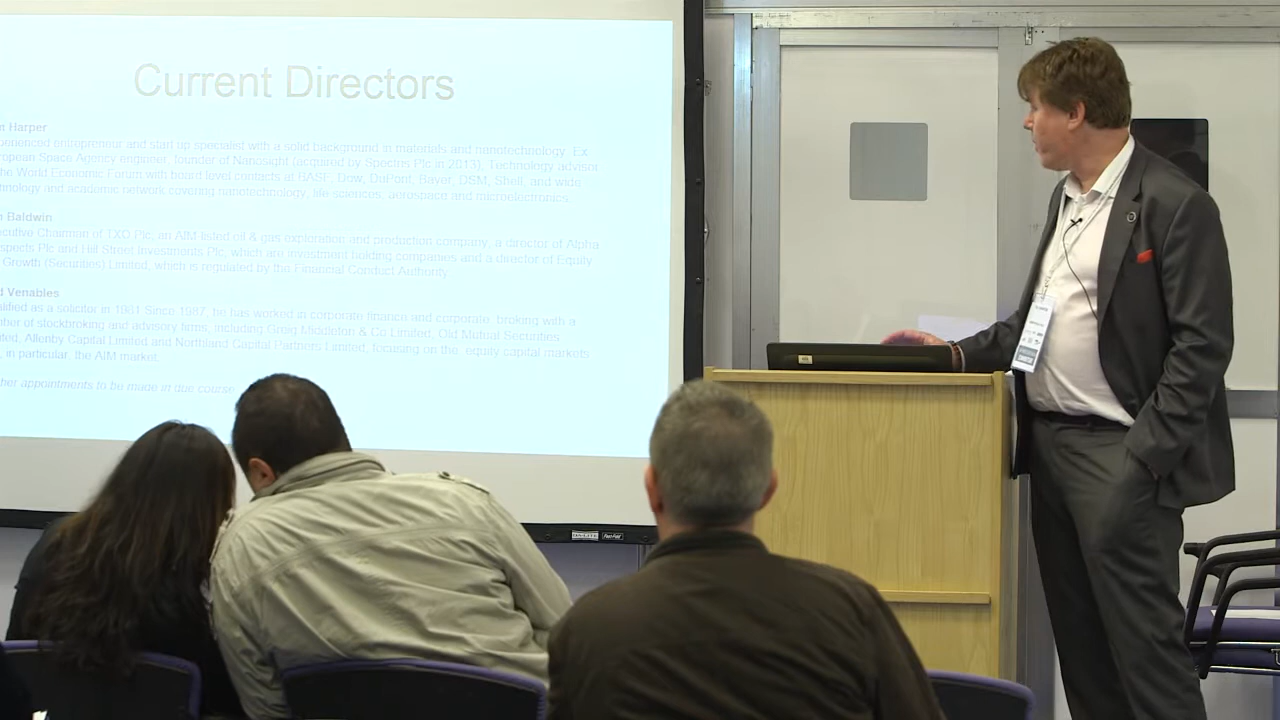 Current Directors
Harper
erienced entrepreneur and start up specialist with a solid background in materials and nanotechnology. Ex
ropean Space Agency engineer, founder of Nanosight (acquired by Spectris Plc in 2013), Technology advisor
he World Economic Forum with broad level contacts at BASF, Dow, DuPont, Bayer, DSM, Shell, and wide
hnology and academic network covering nanotechnology, life-sciences, aerospace and microelectronics.
Baldwin
ecutive Chairman of TXO Plc, an AIM listed oil & gas exploration and production company, a director of Alpha
spects Plc and Hill Street Investments Plc, which are investment holding companies and a director of Equity
Growth (Securities) Limited, which is regulated by the Financial Conduct Authority.
d Venables
alified as a solicitor in 1981 Since 1987, he has worked in corporate finance and corporate broking with a
mber of stockbroking and advisory firms, including Greig Middleton & Co Limited, Old Mutual Securities
ited, Allenby Capital Limited and Northland Capital Partners Limited, focusing on the equity capital markets
, in particular, the AIM market.
her appointments to be made in due course